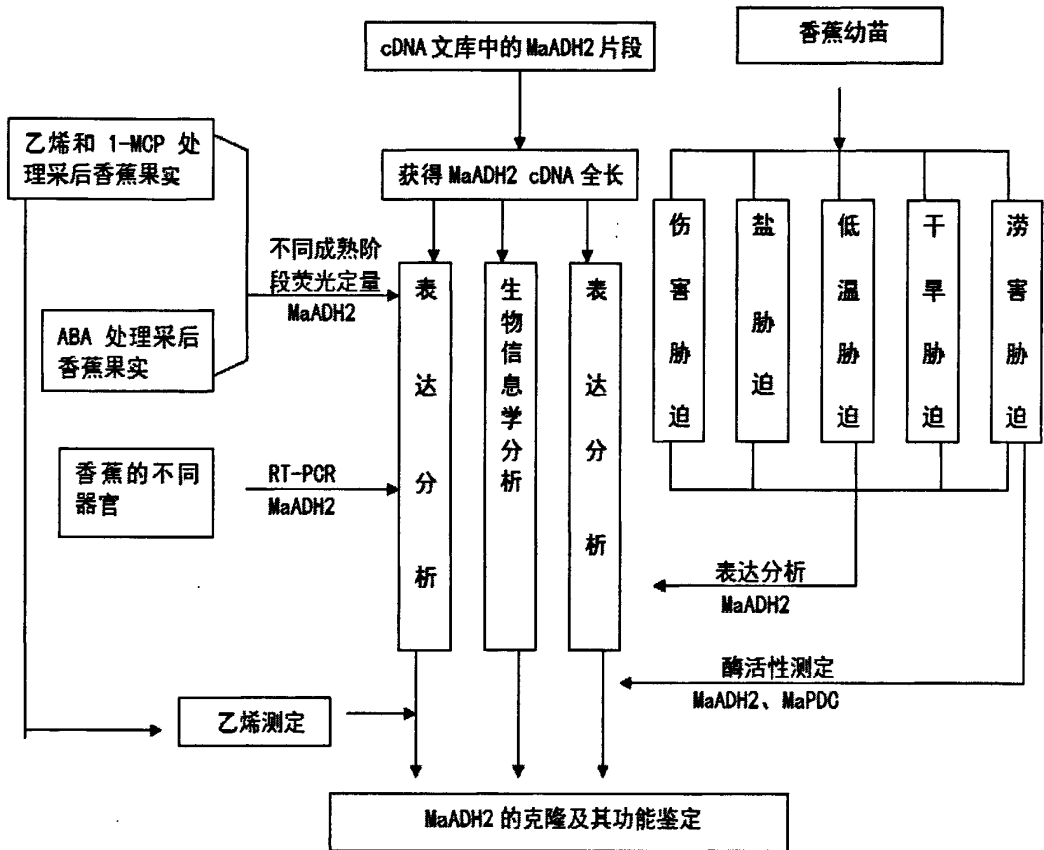 cDNA 文库中的 MaADH2 片段
香蕉幼苗
乙烯和 1-MCP 处
理采后香蕉果实
获得 MaADH2 cDNA 全长
不同成熟阶
段荧光定量
MaADH2
ABA 处理采后
香蕉果实
香蕉的不同
器官
RT-PCR
MaADH2
表达分析
生物信息学分析
表达分析
伤害胁迫
盐胁迫
低温胁迫
干旱胁迫
涝害胁迫
表达分析
MaADH2
酶活性测定
MaADH2、MaPDC
乙烯测定
MaADH2 的克隆及其功能鉴定